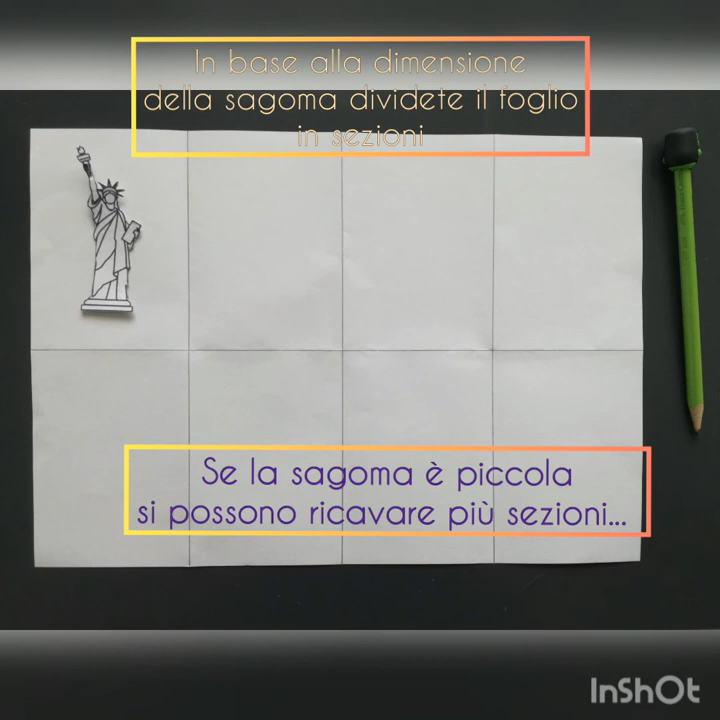 In base alla dimensione
della sagoma dividete il foglio
in sezioni
Se la sagoma è piccola
si possono ricavare più sezioni...
InShOt